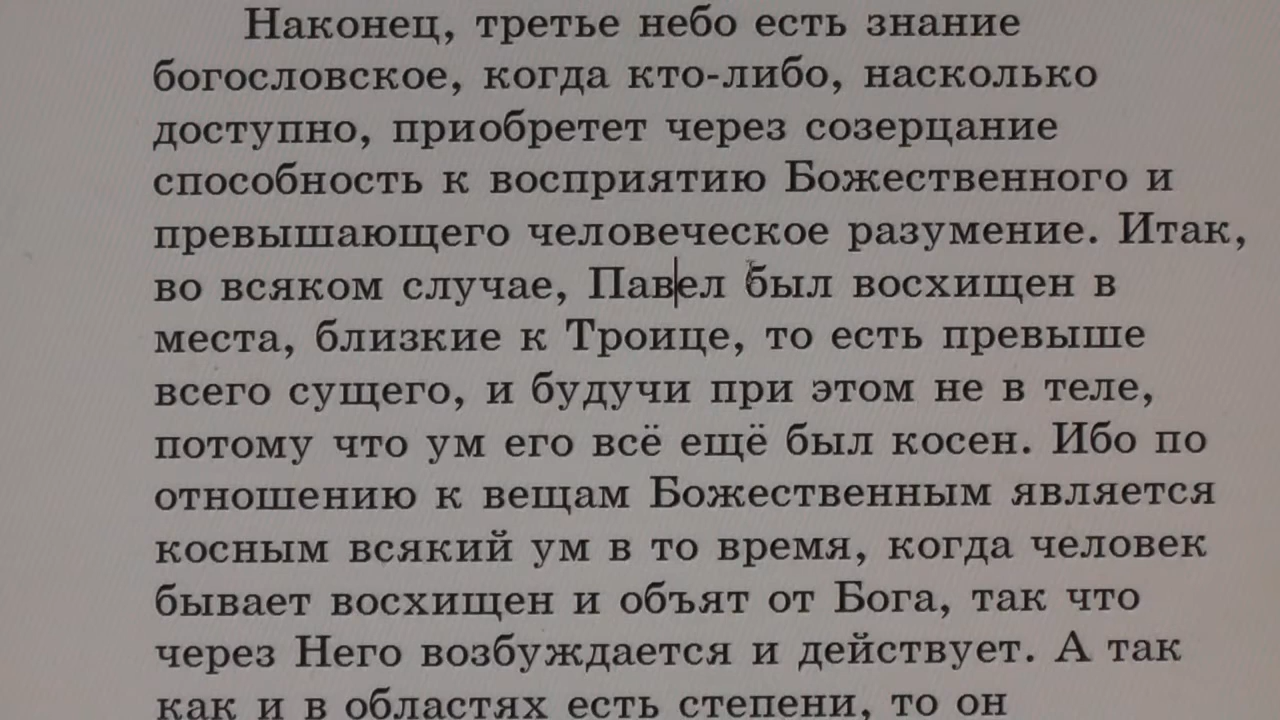 Наконец, третье небо есть знание
богословское, когда кто-либо, насколько
доступно, приобретет через созерцание
способность к восприятию Божественного и
превышающего человеческое разумение. Итак,
во всяком случае, Павел был восхищен в
места, близкие к Троице, то есть превыше
всего сущего, и будучи при этом не в теле,
потому что ум его всё ещё был косен. Ибо по
отношению к вещам Божественным является
косным всякий ум в то время, когда человек
бывает восхищен и объят от Бога, так что
через Него возбуждается и действует. А так
как и в областях есть степени, то он